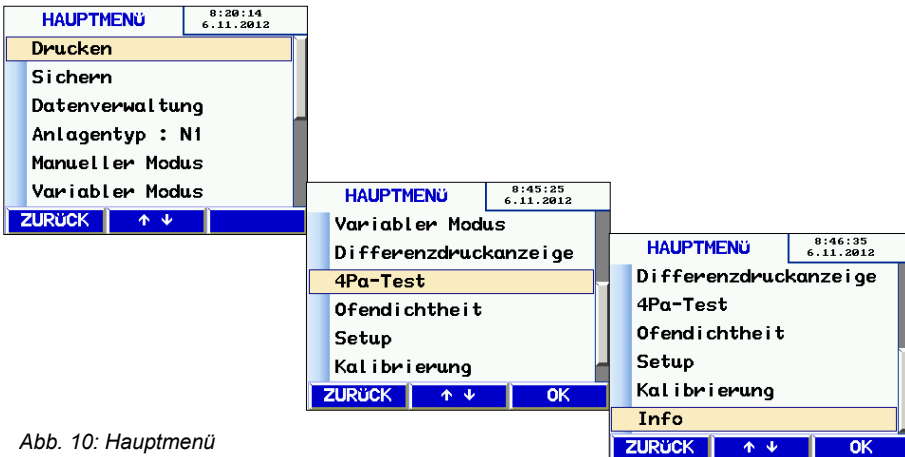 HAUPTMENÜ
8:20:14
6.11.2012
Drucken
Sichern
Datenverwaltung
Anlagentyp : N1
Manueller Modus
Variabler Modus
ZURÜCK ↑ ↓
HAUPTMENÜ
8:45:25
6.11.2012
Variabler Modus
Differenzdruckanzeige
4Pa-Test
Ofendichtheit
Setup
Kalibrierung
ZURÜCK ↑ ↓ OK
HAUPTMENÜ
8:46:35
6.11.2012
Differenzdruckanzeige
4Pa-Test
Ofendichtheit
Setup
Kalibrierung
Info
ZURÜCK ↑ ↓ OK
Abb. 10: Hauptmenü